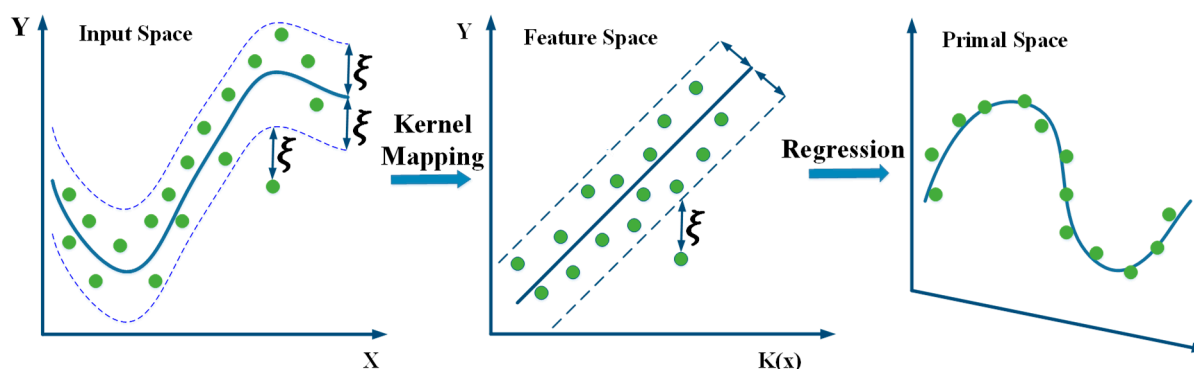 Y
Input Space
ξ
ξ
ξ
X
Kernel
Mapping
Y
Feature Space
ξ
K(x)
Regression
Primal Space